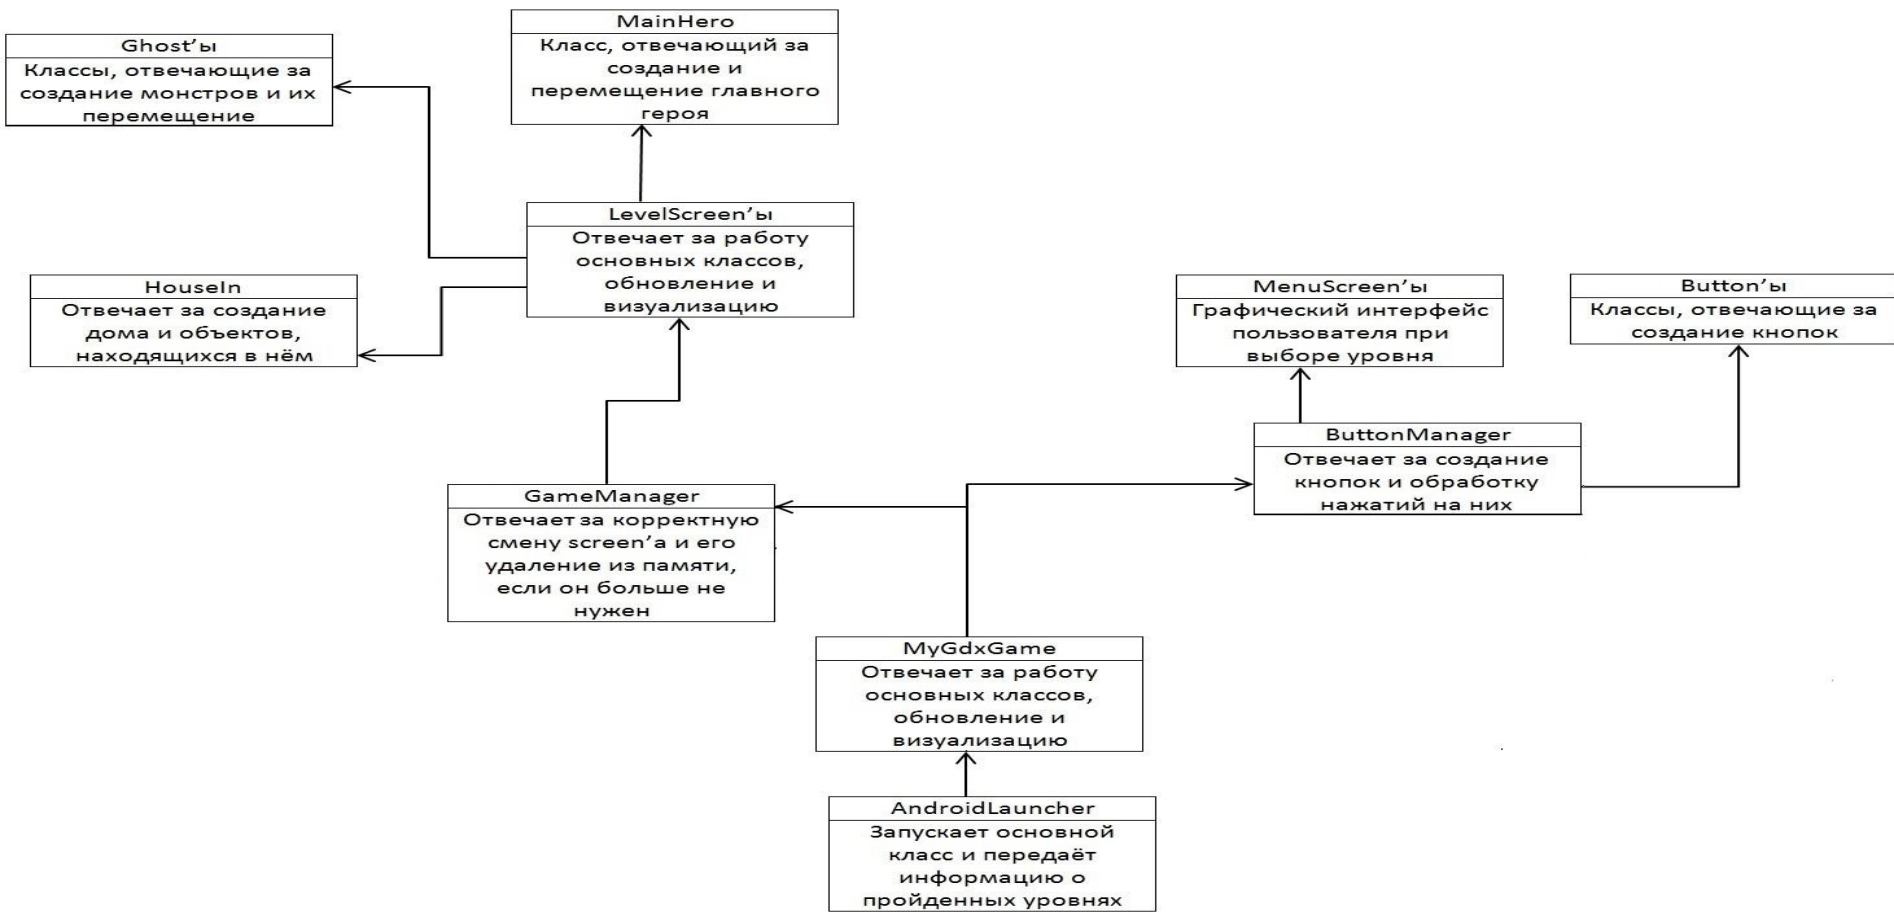 MainHero
Класс, отвечающий за
создание и
перемещение главного
героя
Ghost’ы
Классы, отвечающие за
создание монстров и их
перемещение
LevelScreen’ы
Отвечает за работу
основных классов,
обновление и
визуализацию
HouseIn
Отвечает за создание
дома и объектов,
находящихся в нём
MenuScreen’ы
Графический интерфейс
пользователя при
выборе уровня
Button’ы
Классы, отвечающие за
создание кнопок
ButtonManager
Отвечает за создание
кнопок и обработку
нажатий на них
GameManager
Отвечает за корректную
смену screen’а и его
удаление из памяти,
если он больше не
нужен
MyGdxGame
Отвечает за работу
основных классов,
обновление и
визуализацию
AndroidLauncher
Запускает основной
класс и передаёт
информацию о
пройденных уровнях